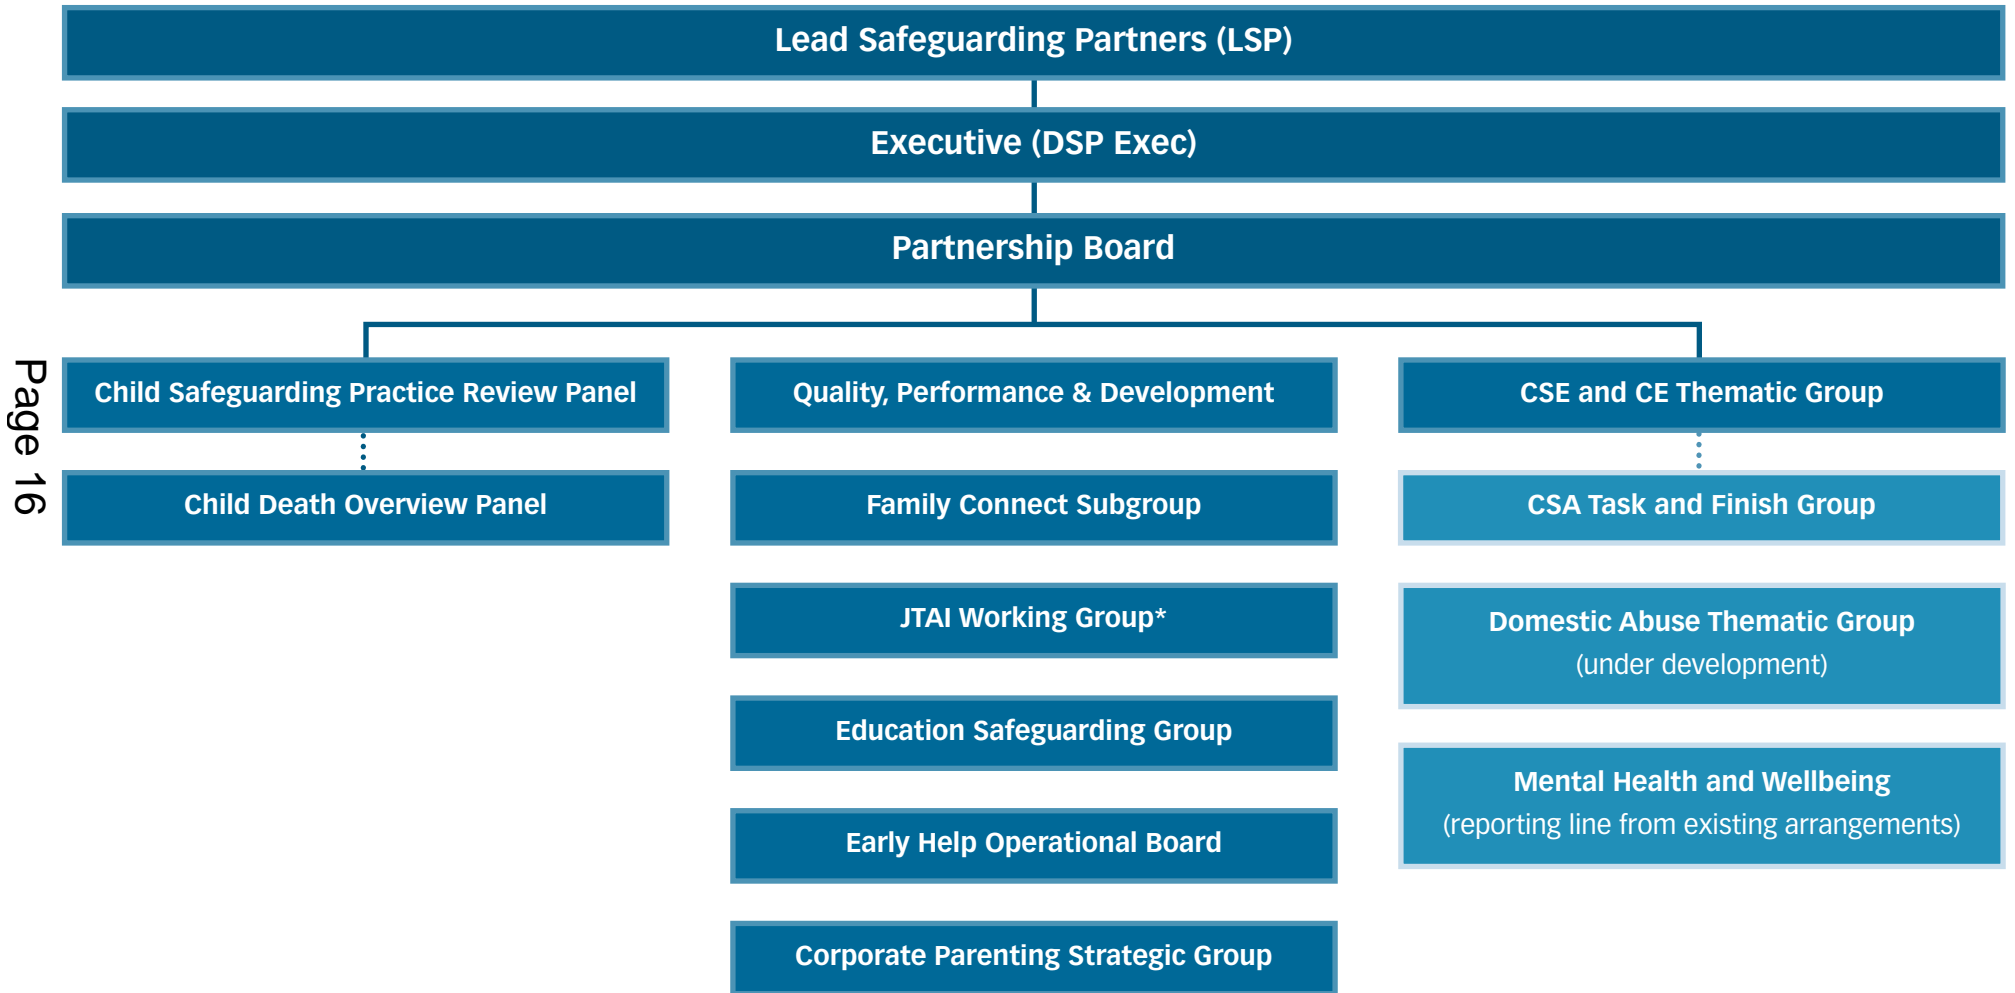 Lead Safeguarding Partners (LSP)
Executive (DSP Exec)
Partnership Board
Page 16
Child Safeguarding Practice Review Panel
Child Death Overview Panel
Quality, Performance & Development
Family Connect Subgroup
JTAI Working Group*
Education Safeguarding Group
Early Help Operational Board
Corporate Parenting Strategic Group
CSE and CE Thematic Group
CSA Task and Finish Group
Domestic Abuse Thematic Group
(under development)
Mental Health and Wellbeing
(reporting line from existing arrangements)